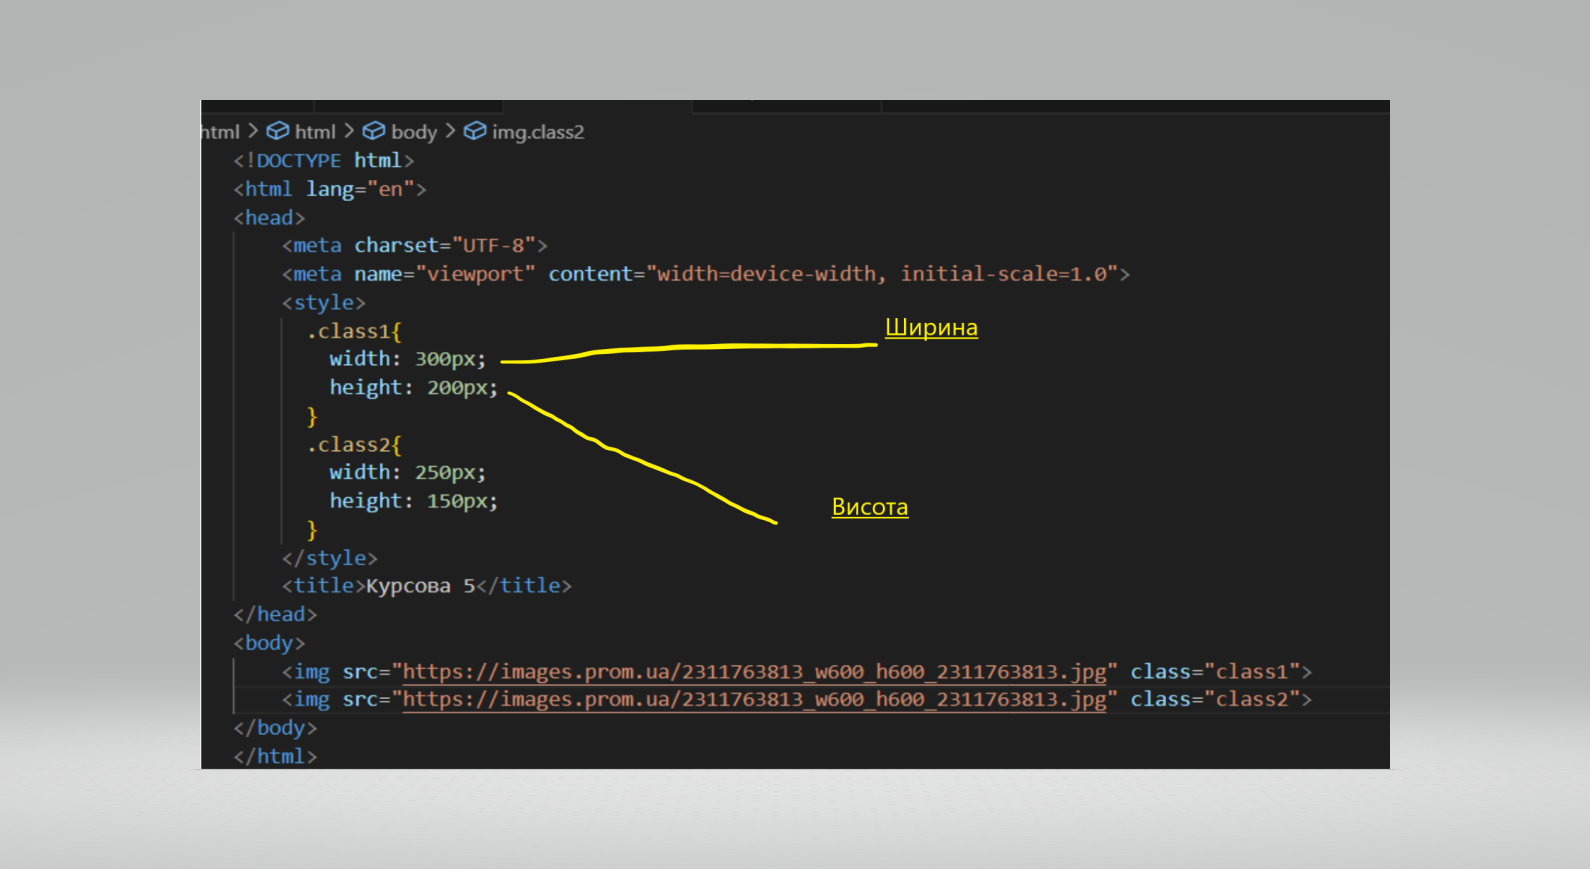 html > html > body > img.class2
<!DOCTYPE html>
<html lang="en">
<head>
<meta charset="UTF-8">
<meta name="viewport" content="width=device-width, initial-scale=1.0">
<style>
.class1{
Ширина
width: 300px;
height: 200px;
}
.class2{
width: 250px;
height: 150px;
Висота
}
</style>
<title>Курсова 5</title>
</head>
<body>
<img src="https://images.prom.ua/2311763813_w600_h600_2311763813.jpg" class="class1">
<img src="https://images.prom.ua/2311763813_w600_h600_2311763813.jpg" class="class2">
</body>
</html>